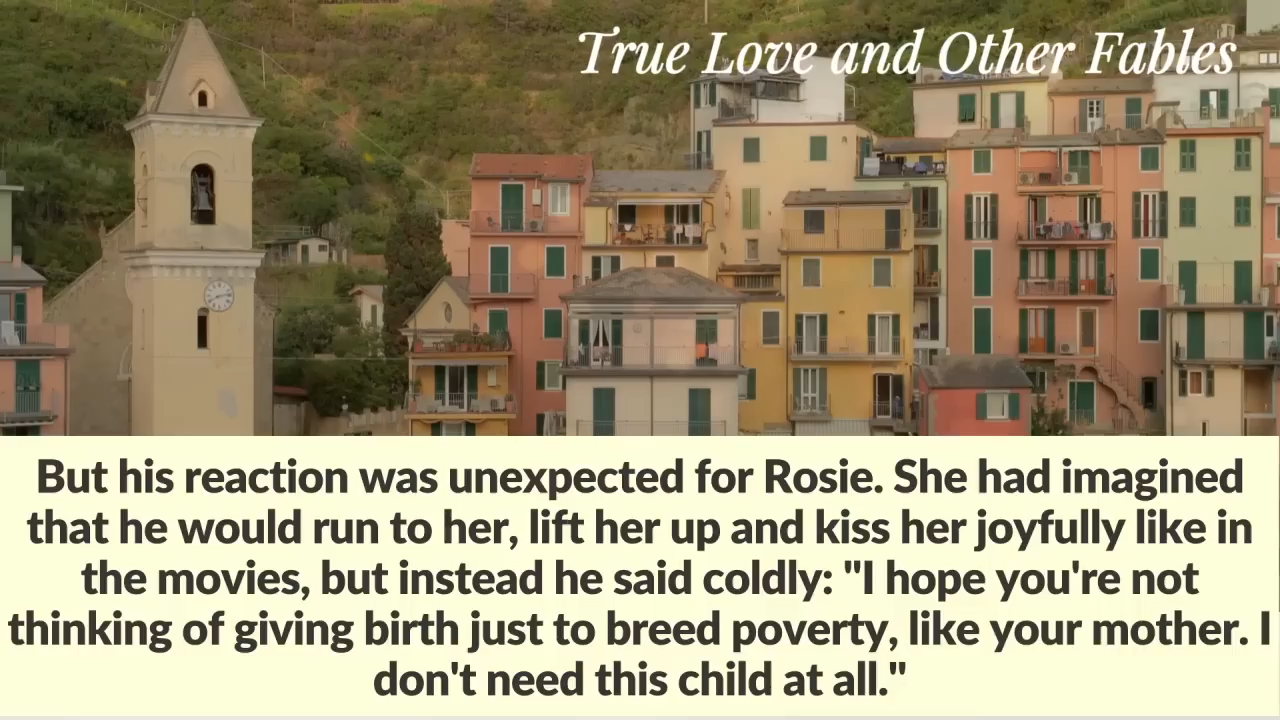 True Love and Other Fables
But his reaction was unexpected for Rosie. She had imagined
that he would run to her, lift her up and kiss her joyfully like in
the movies, but instead he said coldly: "I hope you're not
thinking of giving birth just to breed poverty, like your mother. I
don't need this child at all."